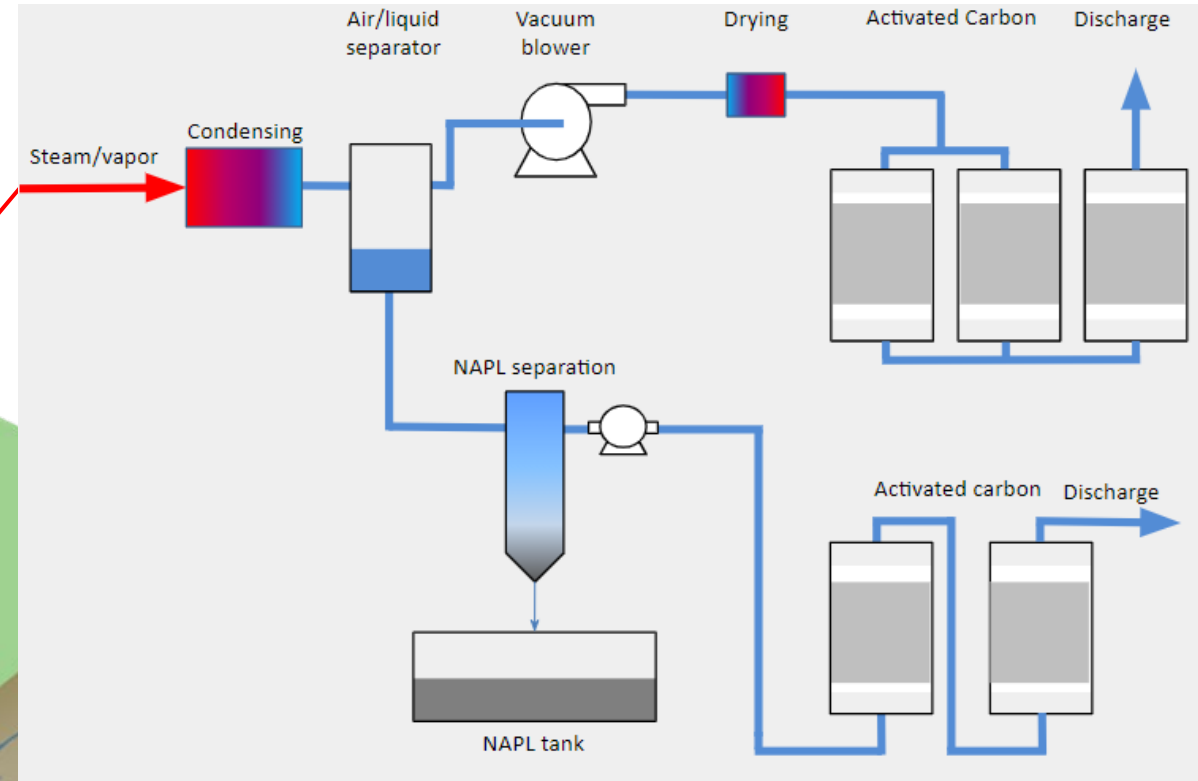 Air/liquid
separator
Vacuum
blower
Drying
Activated Carbon
Discharge
Condensing
Steam/vapor
NAPL separation
Activated carbon
Discharge
NAPL tank